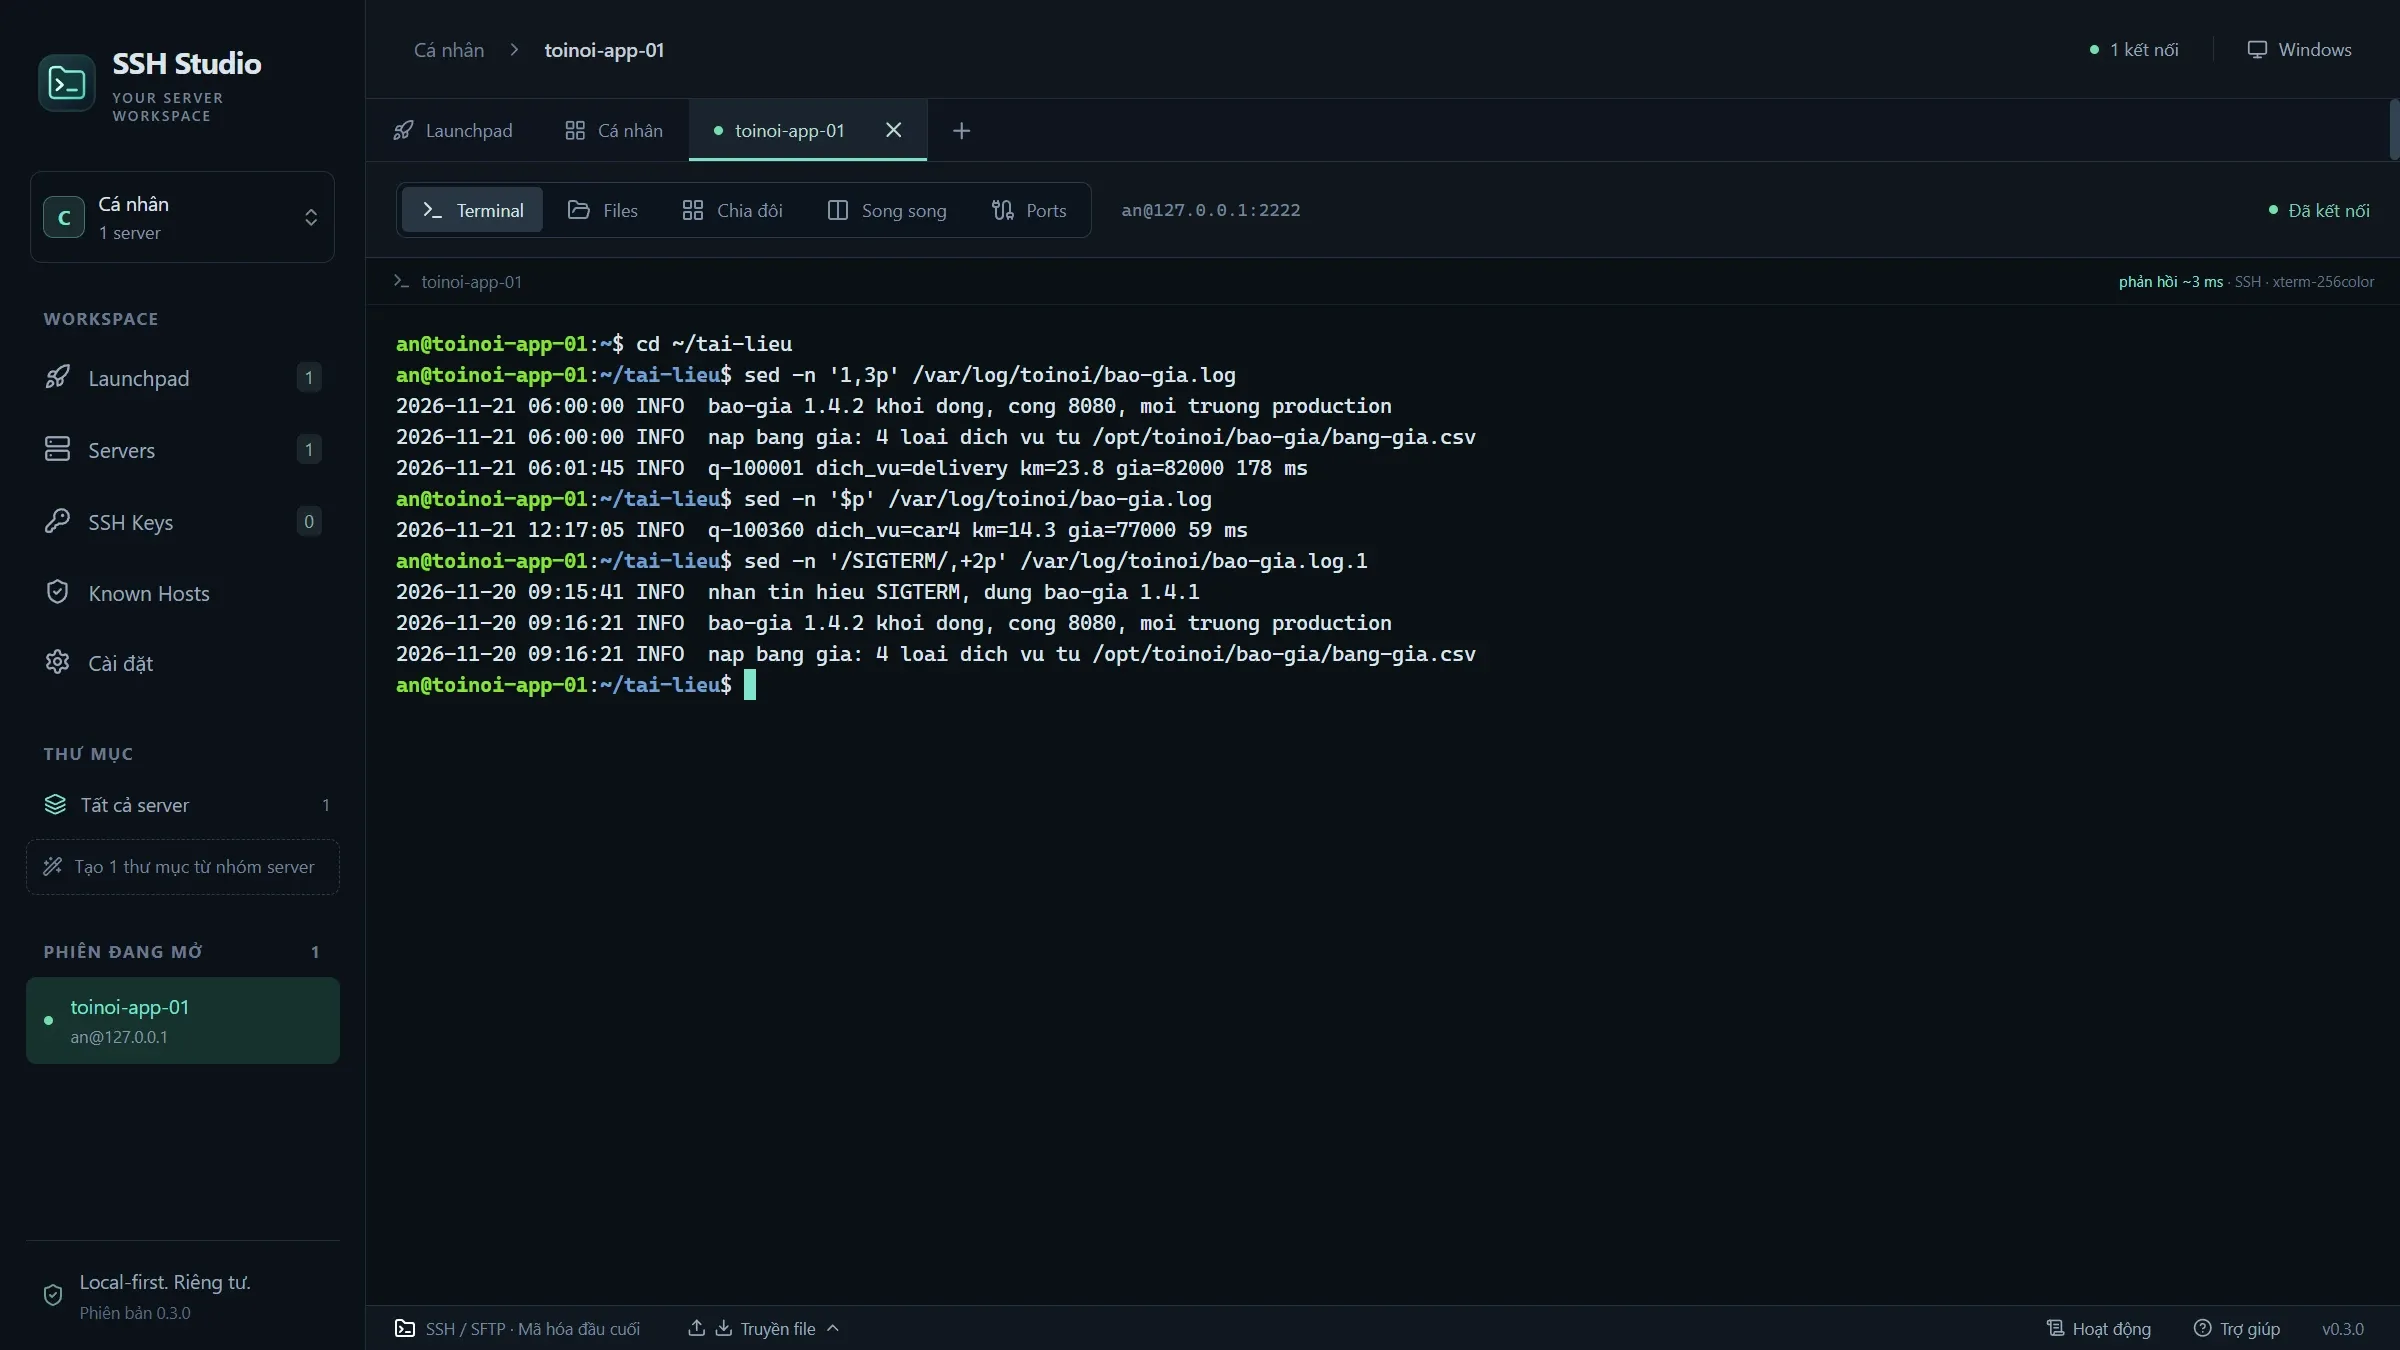 SSH Studio
YOUR SERVER
WORKSPACE
C
Cá nhân
1 server
WORKSPACE
Launchpad 1
Servers 1
SSH Keys 0
Known Hosts
Cài đặt
THƯ MỤC
Tất cả server 1
Tạo 1 thư mục từ nhóm server
PHIÊN ĐANG MỞ 1
toinoi-app-01
an@127.0.0.1
Local-first. Riêng tư.
Phiên bản 0.3.0
Cá nhân > toinoi-app-01
1 kết nối
Windows
Launchpad
Cá nhân
toinoi-app-01
Terminal
Files
Chia đôi
Song song
Ports
an@127.0.0.1:2222
Đã kết nối
toinoi-app-01
phản hồi ~3 ms · SSH · xterm-256color
an@toinoi-app-01:~$ cd ~/tai-lieu
an@toinoi-app-01:~/tai-lieu$ sed -n '1,3p' /var/log/toinoi/bao-gia.log
2026-11-21 06:00:00 INFO  bao-gia 1.4.2 khoi dong, cong 8080, moi truong production
2026-11-21 06:00:00 INFO  nap bang gia: 4 loai dich vu tu /opt/toinoi/bao-gia/bang-gia.csv
2026-11-21 06:01:45 INFO  q-100001 dich_vu=delivery km=23.8 gia=82000 178 ms
an@toinoi-app-01:~/tai-lieu$ sed -n '$p' /var/log/toinoi/bao-gia.log
2026-11-21 12:17:05 INFO  q-100360 dich_vu=car4 km=14.3 gia=77000 59 ms
an@toinoi-app-01:~/tai-lieu$ sed -n '/SIGTERM/,+2p' /var/log/toinoi/bao-gia.log.1
2026-11-20 09:15:41 INFO  nhan tin hieu SIGTERM, dung bao-gia 1.4.1
2026-11-20 09:16:21 INFO  bao-gia 1.4.2 khoi dong, cong 8080, moi truong production
2026-11-20 09:16:21 INFO  nap bang gia: 4 loai dich vu tu /opt/toinoi/bao-gia/bang-gia.csv
an@toinoi-app-01:~/tai-lieu$
SSH / SFTP · Mã hóa đầu cuối
Truyền file
Hoạt động
Trợ giúp
v0.3.0